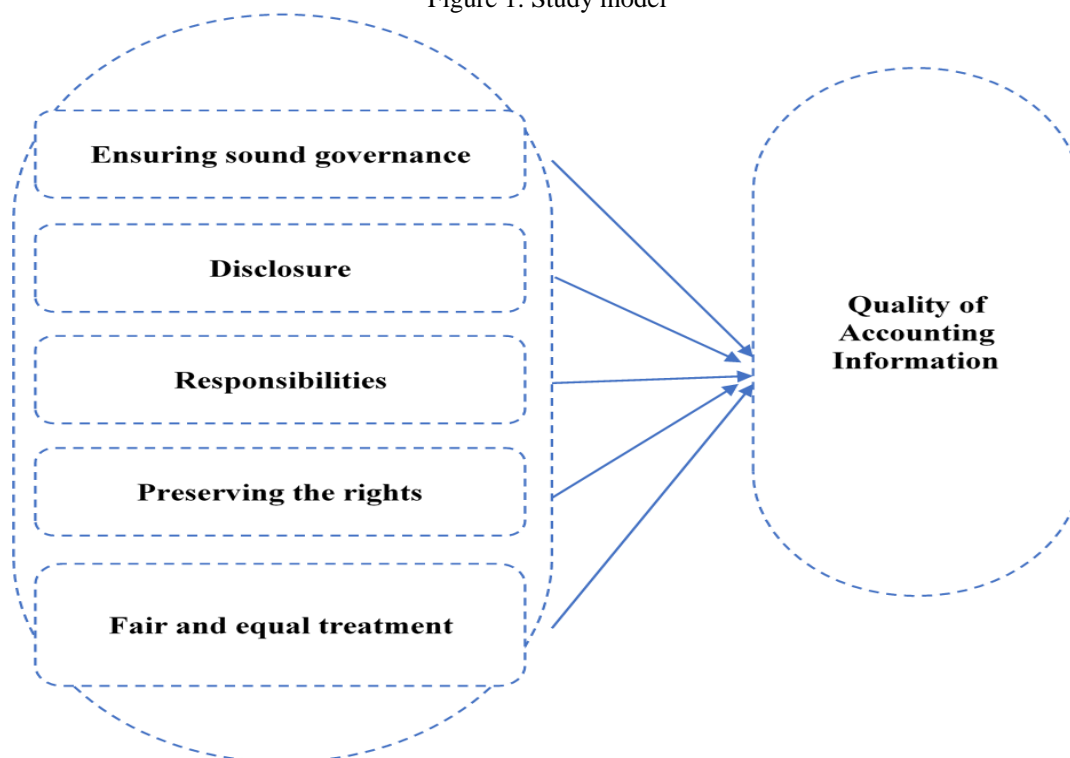 Figure 1. Study model
Ensuring sound governance
Disclosure
Responsibilities
Preserving the rights
Fair and equal treatment
Quality of
Accounting
Information